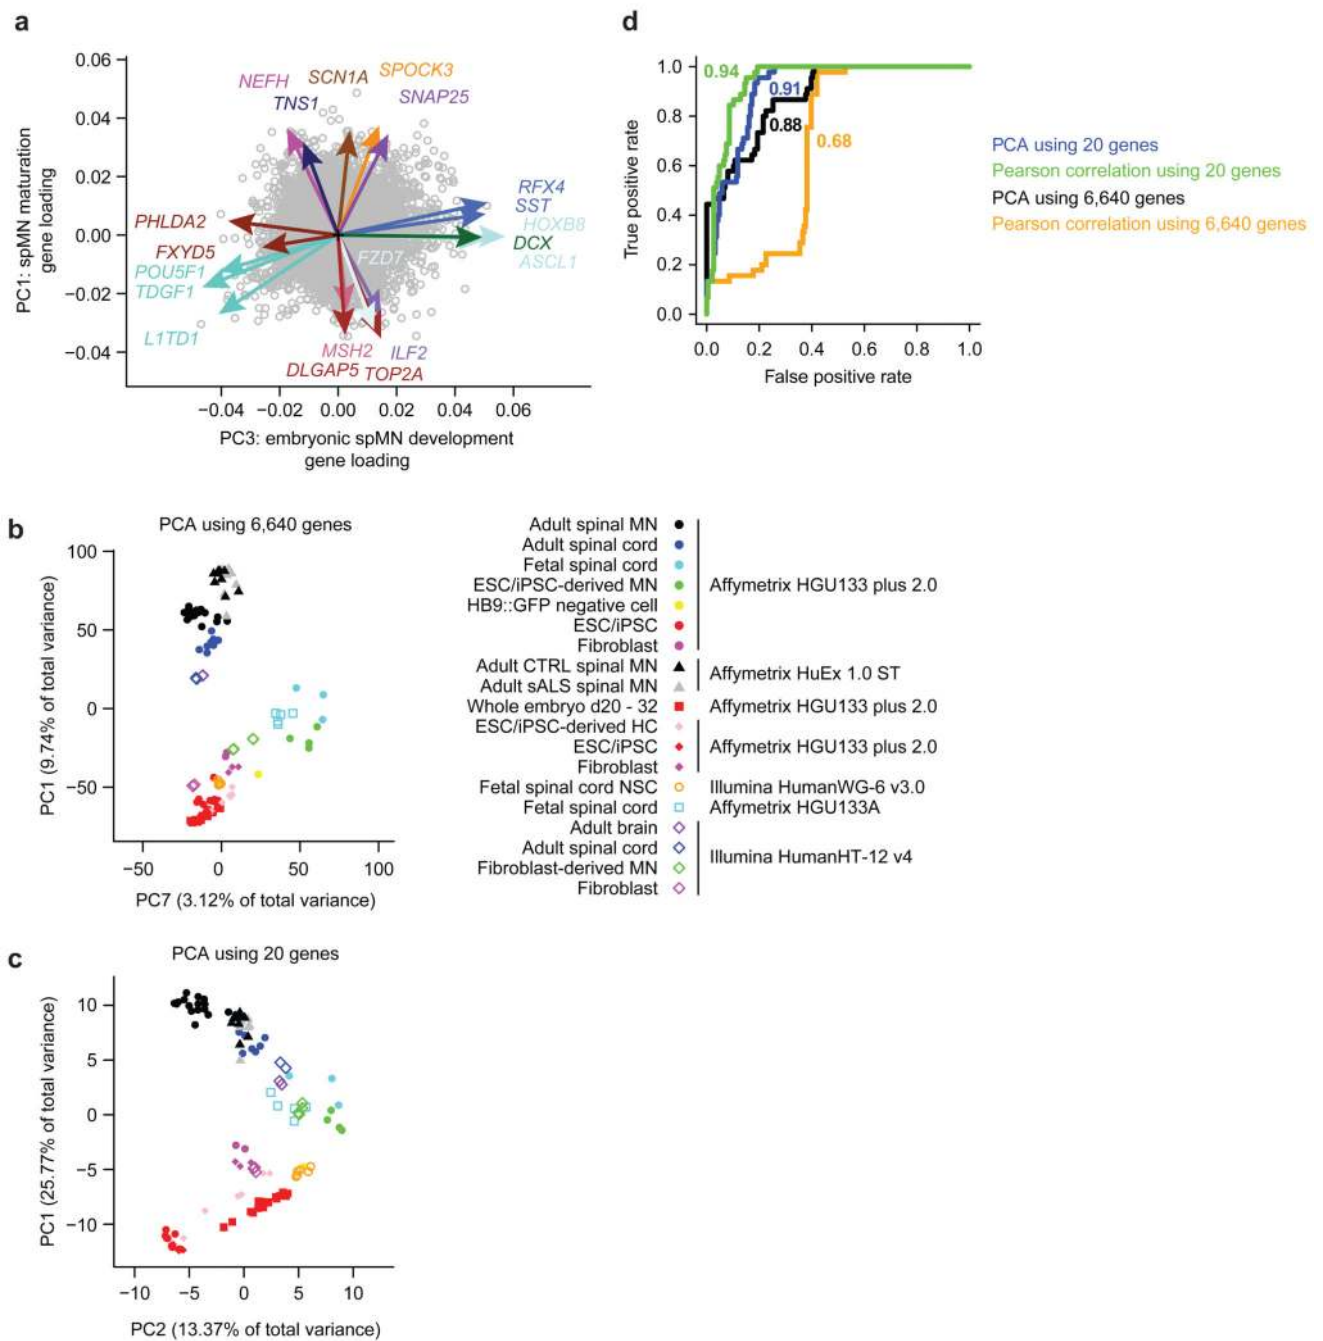 a
0.06
0.04
0.02
0.00
−0.02
−0.04
PC1: spMN maturation
gene loading
NEFH
SCN1A
SPOCK3
TNS1
SNAP25
RFX4
SST
HOXB8
DCX
ASCL1
PHLDA2
FXYD5
POU5F1
TDGF1
L1TD1
FZD7
MSH2
ILF2
DLGAP5
TOP2A
−0.04 −0.02 0.00 0.02 0.04 0.06
PC3: embryonic spMN development
gene loading
d
1.0
0.8
0.6
0.4
0.2
0.0
True positive rate
0.94
0.91
0.88
0.68
0.0 0.2 0.4 0.6 0.8 1.0
False positive rate
PCA using 20 genes
Pearson correlation using 20 genes
PCA using 6,640 genes
Pearson correlation using 6,640 genes
b
PCA using 6,640 genes
100
50
0
−50
PC1 (9.74% of total variance)
−50 0 50 100
PC7 (3.12% of total variance)
Adult spinal MN
Adult spinal cord
Fetal spinal cord
ESC/iPSC-derived MN
HB9::GFP negative cell
ESC/iPSC
Fibroblast
Affymetrix HGU133 plus 2.0
Adult CTRL spinal MN
Adult sALS spinal MN
Affymetrix HuEx 1.0 ST
Whole embryo d20 - 32
Affymetrix HGU133 plus 2.0
ESC/iPSC-derived HC
ESC/iPSC
Fibroblast
Affymetrix HGU133 plus 2.0
Fetal spinal cord NSC
Illumina HumanWG-6 v3.0
Fetal spinal cord
Affymetrix HGU133A
Adult brain
Adult spinal cord
Fibroblast-derived MN
Fibroblast
Illumina HumanHT-12 v4
c
PCA using 20 genes
10
5
0
−5
−10
PC1 (25.77% of total variance)
−10 −5 0 5 10
PC2 (13.37% of total variance)